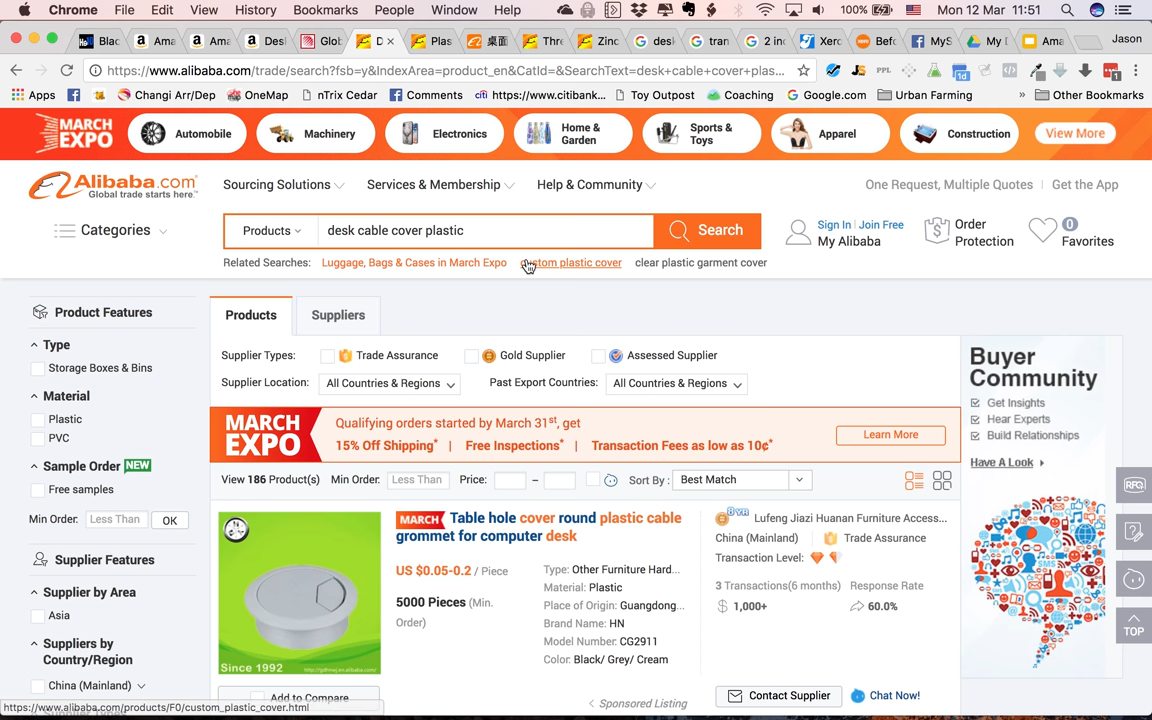 Chrome File Edit View History Bookmarks People Window Help 100% Mon 12 Mar 11:51
Blac Ama Ama Des Glob D Plas 桌面 Thre Zinc desk tran 2 in Xero Befo MyS My D Ama Jason
https://www.alibaba.com/trade/search?fsb=y&IndexArea=product_en&CatId=&SearchText=desk+cable+cover+plas...
Apps Changi Arr/Dep OneMap nTrix Cedar Comments https://www.citibank... Toy Outpost Coaching Google.com Urban Farming » Other Bookmarks
MARCH EXPO Automobile Machinery Electronics Home & Garden Sports & Toys Apparel Construction View More
Alibaba.com
Global trade starts here.™
Sourcing Solutions Services & Membership Help & Community One Request, Multiple Quotes Get the App
Categories Products desk cable cover plastic Search
Sign In | Join Free
My Alibaba
Order Protection
0
Favorites
Related Searches: Luggage, Bags & Cases in March Expo custom plastic cover clear plastic garment cover
Product Features
Type
Storage Boxes & Bins
Material
Plastic
PVC
Sample Order NEW
Free samples
Min Order: Less Than OK
Supplier Features
Supplier by Area
Asia
Suppliers by
Country/Region
China (Mainland)
Products Suppliers
Supplier Types: Trade Assurance Gold Supplier Assessed Supplier
Supplier Location: All Countries & Regions Past Export Countries: All Countries & Regions
MARCH EXPO
Qualifying orders started by March 31st, get
15% Off Shipping* | Free Inspections* | Transaction Fees as low as 10¢*
Learn More
View 186 Product(s) Min Order: Less Than Price: – Sort By : Best Match
Since 1992
Add to Compare
MARCH Table hole cover round plastic cable
grommet for computer desk
US $0.05-0.2 / Piece
5000 Pieces (Min.
Order)
Type: Other Furniture Hard...
Material: Plastic
Place of Origin: Guangdong...
Brand Name: HN
Model Number: CG2911
Color: Black/ Grey/ Cream
Sponsored Listing
8YR Lufeng Jiazi Huanan Furniture Access...
China (Mainland) Trade Assurance
Transaction Level:
3 Transactions(6 months) Response Rate
1,000+ 60.0%
Contact Supplier Chat Now!
Buyer
Community
Get Insights
Hear Experts
Build Relationships
Have A Look
RFQ
TOP
https://www.alibaba.com/products/F0/custom_plastic_cover.html